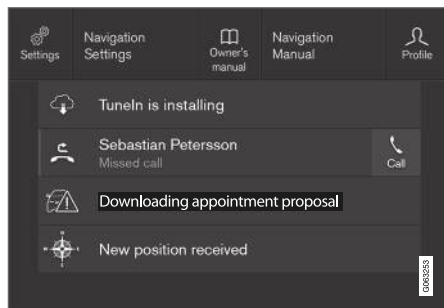 Settings
Navigation
Settings
Owner's
manual
Navigation
Manual
Profile
TuneIn is installing
Sebastian Petersson
Missed call
Call
Downloading appointment proposal
New position received
G063253